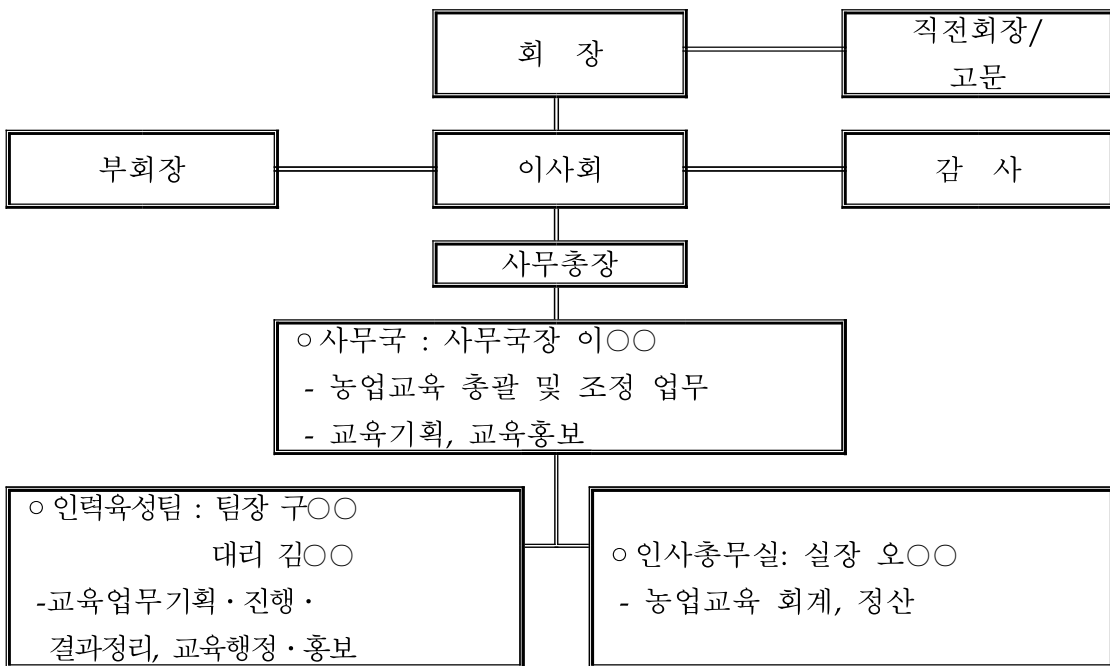 회 장
직전회장/
고문
부회장
이사회
감 사
사무총장
○사무국 : 사무국장 이○○
- 농업교육 총괄 및 조정 업무
- 교육기획, 교육홍보
○인력육성팀 : 팀장 구○○
대리 김○○
-교육업무기획·진행·
결과정리, 교육행정·홍보
○인사총무실: 실장 오○○
- 농업교육 회계, 정산